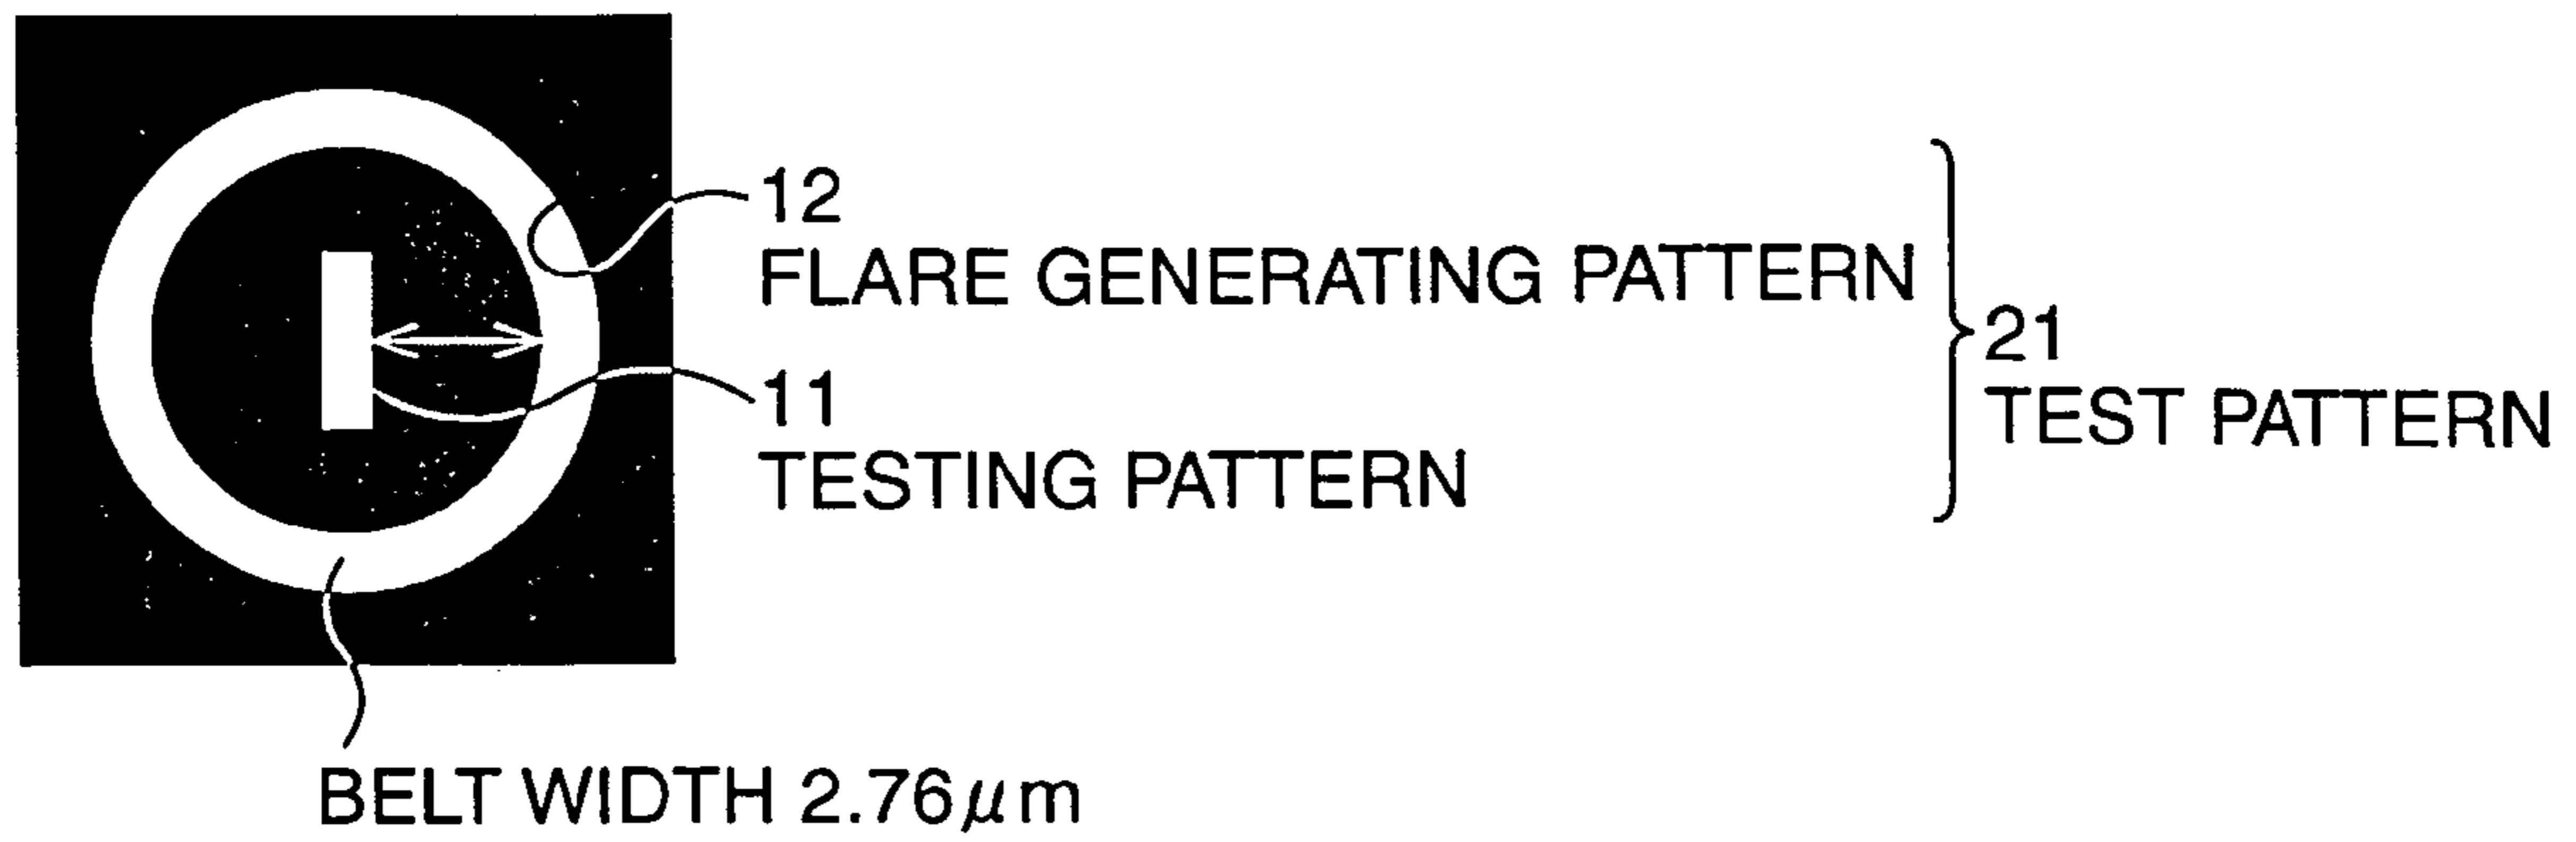 12
FLARE GENERATING PATTERN
11
TESTING PATTERN
21
TEST PATTERN
BELT WIDTH 2.76μm